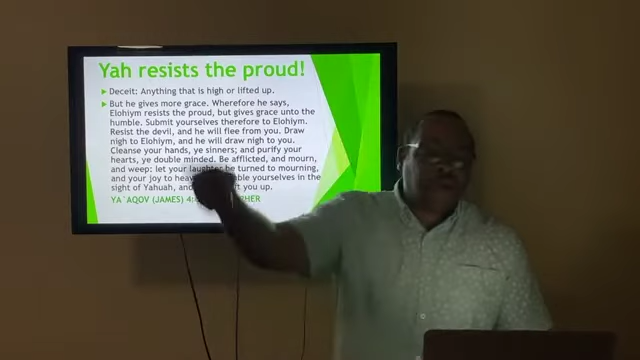 Yah resists the proud!
Deceit: Anything that is high or lifted up.
But he gives more grace. Wherefore he says,
Elohiym resists the proud, but gives grace unto the
humble. Submit yourselves therefore to Elohiym.
Resist the devil, and he will flee from you. Draw
nigh to Elohiym, and he will draw nigh to you.
Cleanse your hands, ye sinners; and purify your
hearts, ye double minded. Be afflicted, and mourn,
and weep: let your laughter be turned to mourning,
and your joy to yourselves in the
sight of Yahuah, and you up.
YA`AQOV (JAMES)